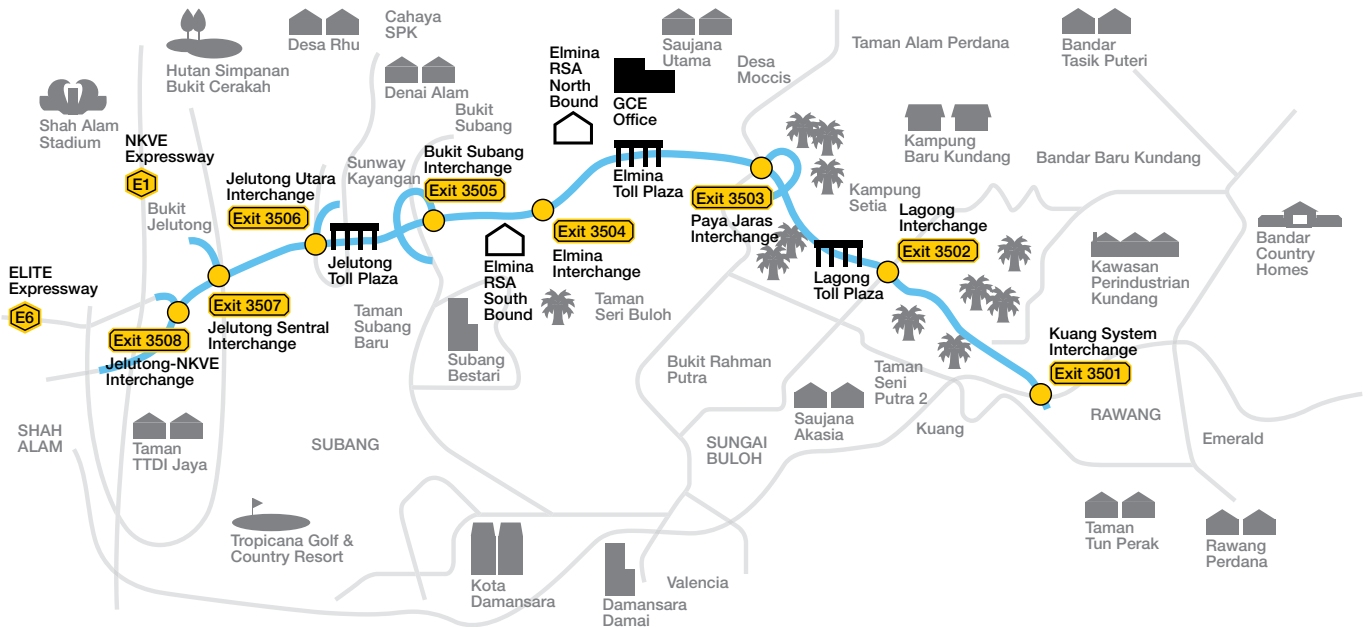 Cahaya
SPK
Desa Rhu
Hutan Simpanan
Bukit Cerakah
Denai Alam
Shah Alam
Stadium
NKVE
Expressway
E1
Bukit
Jelutong
ELITE
Expressway
E6
Jelutong Utara
Interchange
Exit 3506
Sunway
Kayangan
Bukit
Subang
Bukit Subang
Interchange
Exit 3505
Elmina
RSA
North
Bound
GCE
Office
Saujana
Utama
Desa
Moccis
Taman Alam Perdana
Bandar
Tasik Puteri
Kampung
Baru Kundang
Bandar Baru Kundang
Elmina
Toll Plaza
Exit 3503
Paya Jaras
Interchange
Kampung
Setia
Lagong
Interchange
Exit 3502
Lagong
Toll Plaza
Kawasan
Perindustrian
Kundang
Bandar
Country
Homes
Exit 3504
Elmina
Interchange
Elmina
RSA
South
Bound
Taman
Seri Buloh
Jelutong
Toll Plaza
Exit 3507
Jelutong Sentral
Interchange
Exit 3508
Jelutong-NKVE
Interchange
Taman
Subang
Baru
Subang
Bestari
Bukit Rahman
Putra
Taman
Seni
Putra 2
Kuang System
Interchange
Exit 3501
RAWANG
Emerald
Kuang
Saujana
Akasia
SUNGAI
BULOH
SUBANG
SHAH
ALAM
Taman
TTDI Jaya
Tropicana Golf &
Country Resort
Kota
Damansara
Damansara
Damai
Valencia
Taman
Tun Perak
Rawang
Perdana